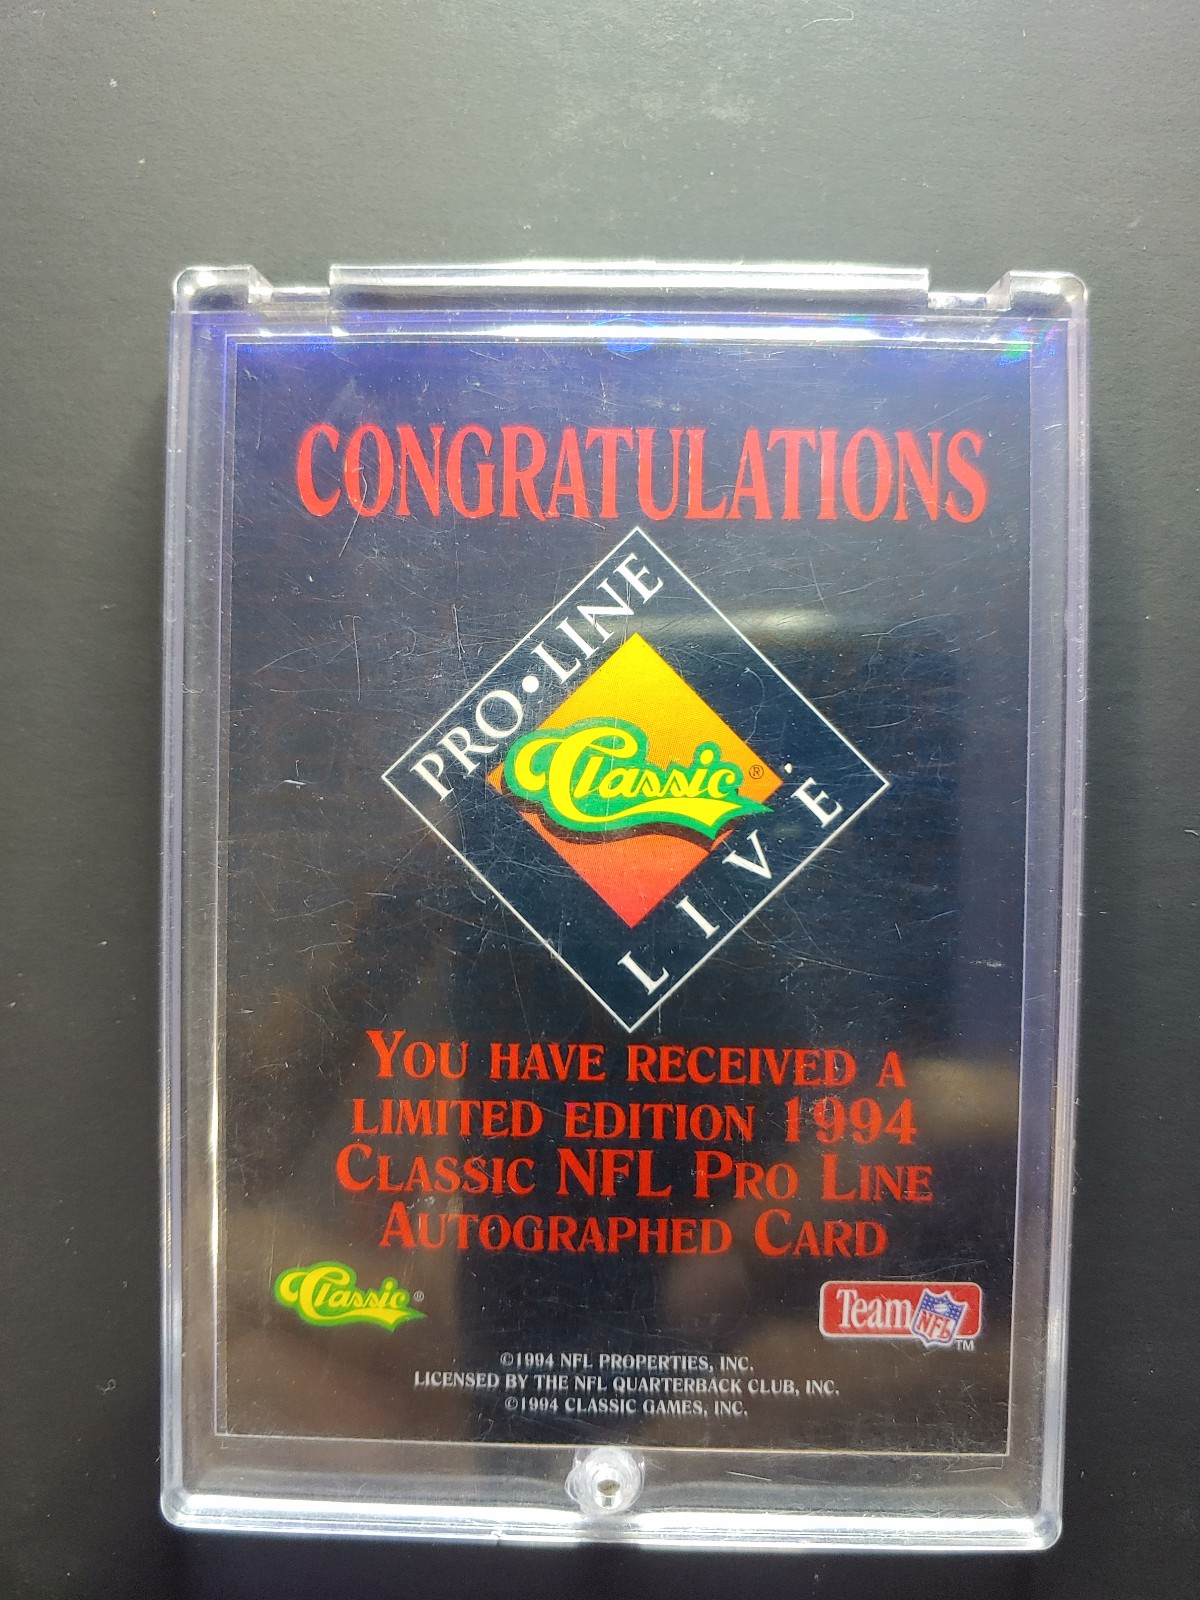 CONGRATULATIONS
PRO•LINE
Classic®
LIVE
YOU HAVE RECEIVED A
LIMITED EDITION 1994
CLASSIC NFL PRO LINE
AUTOGRAPHED CARD
Classic®
Team NFL™
©1994 NFL PROPERTIES, INC.
LICENSED BY THE NFL QUARTERBACK CLUB, INC.
©1994 CLASSIC GAMES, INC.